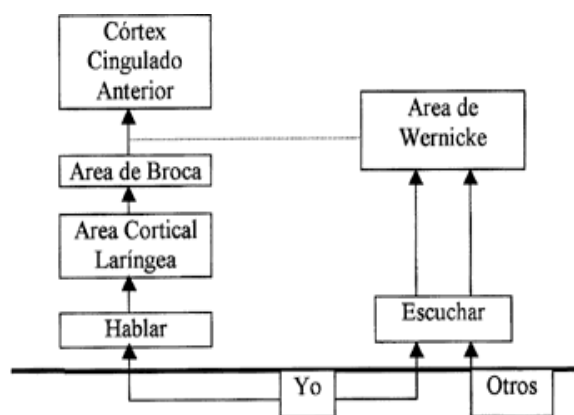 Córtex
Cingulado
Anterior
Area de
Wernicke
Area de Broca
Area Cortical
Laríngea
Hablar
Escuchar
Yo
Otros